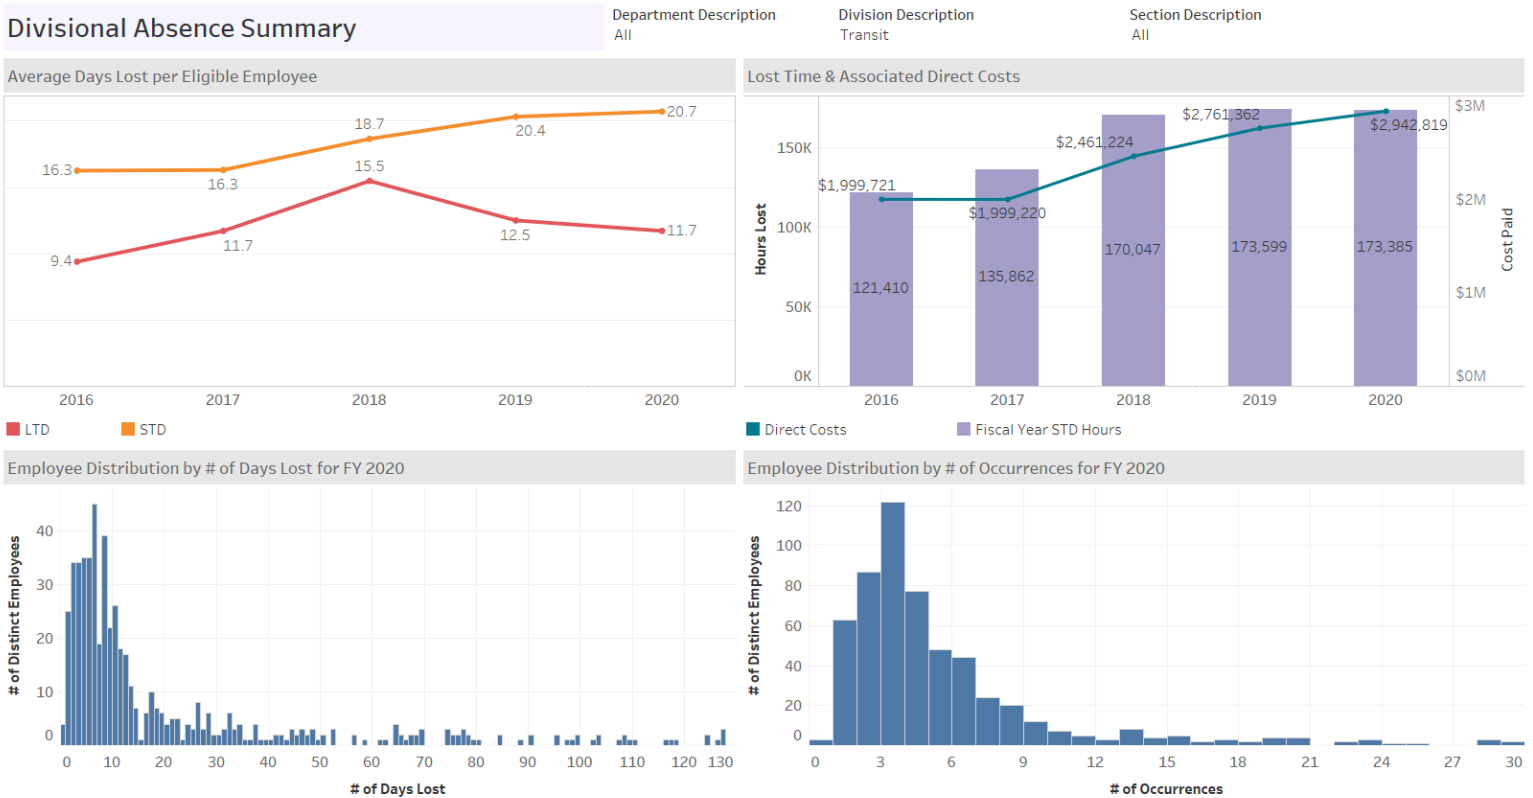 Divisional Absence Summary
Department Description
All
Division Description
Transit
Section Description
All
Average Days Lost per Eligible Employee
16.3
16.3
18.7
20.4
20.7
9.4
11.7
15.5
12.5
11.7
2016 2017 2018 2019 2020
LTD STD
Lost Time & Associated Direct Costs
Hours Lost
150K
100K
50K
0K
$1,999,721
$1,999,220
$2,461,224
$2,761,362
$2,942,819
121,410
135,862
170,047
173,599
173,385
$3M
$2M
$1M
$0M
Cost Paid
2016 2017 2018 2019 2020
Direct Costs Fiscal Year STD Hours
Employee Distribution by # of Days Lost for FY 2020
# of Distinct Employees
40
30
20
10
0
0 10 20 30 40 50 60 70 80 90 100 110 120 130
# of Days Lost
Employee Distribution by # of Occurrences for FY 2020
# of Distinct Employees
120
100
80
60
40
20
0
0 3 6 9 12 15 18 21 24 27 30
# of Occurrences